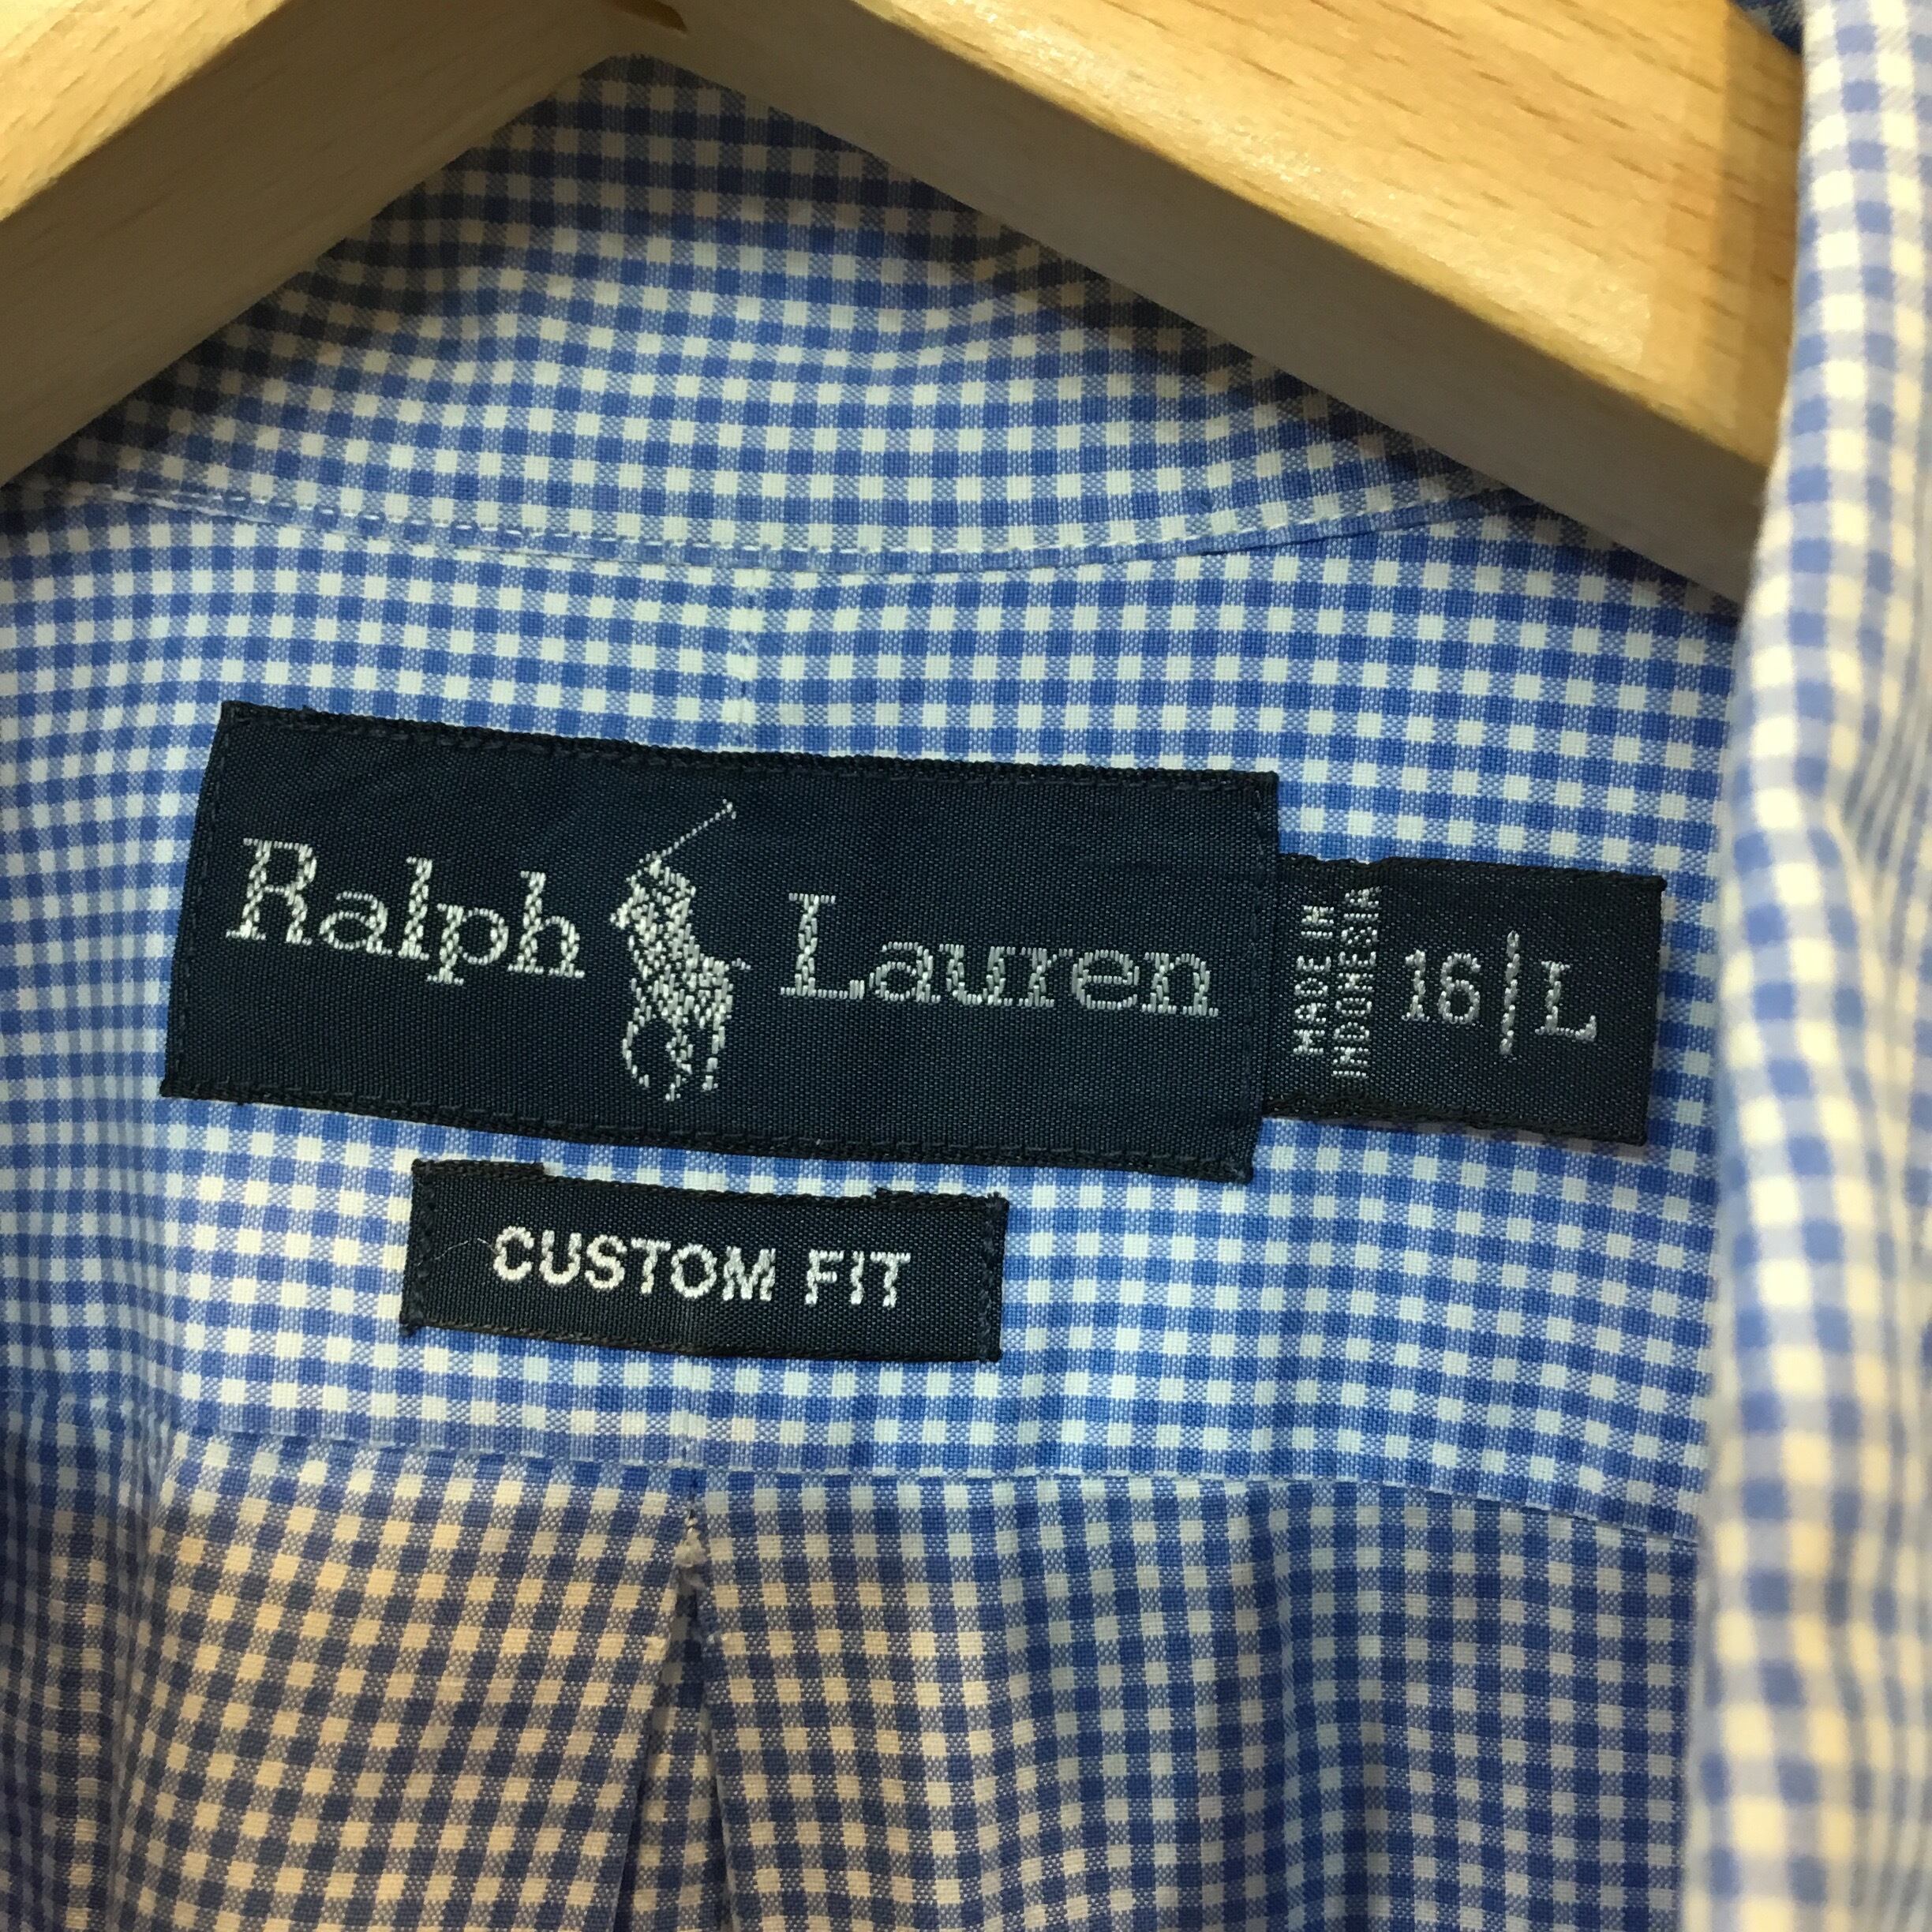 Ralph Lauren
MADE IN
INDONESIA
16|L
CUSTOM FIT